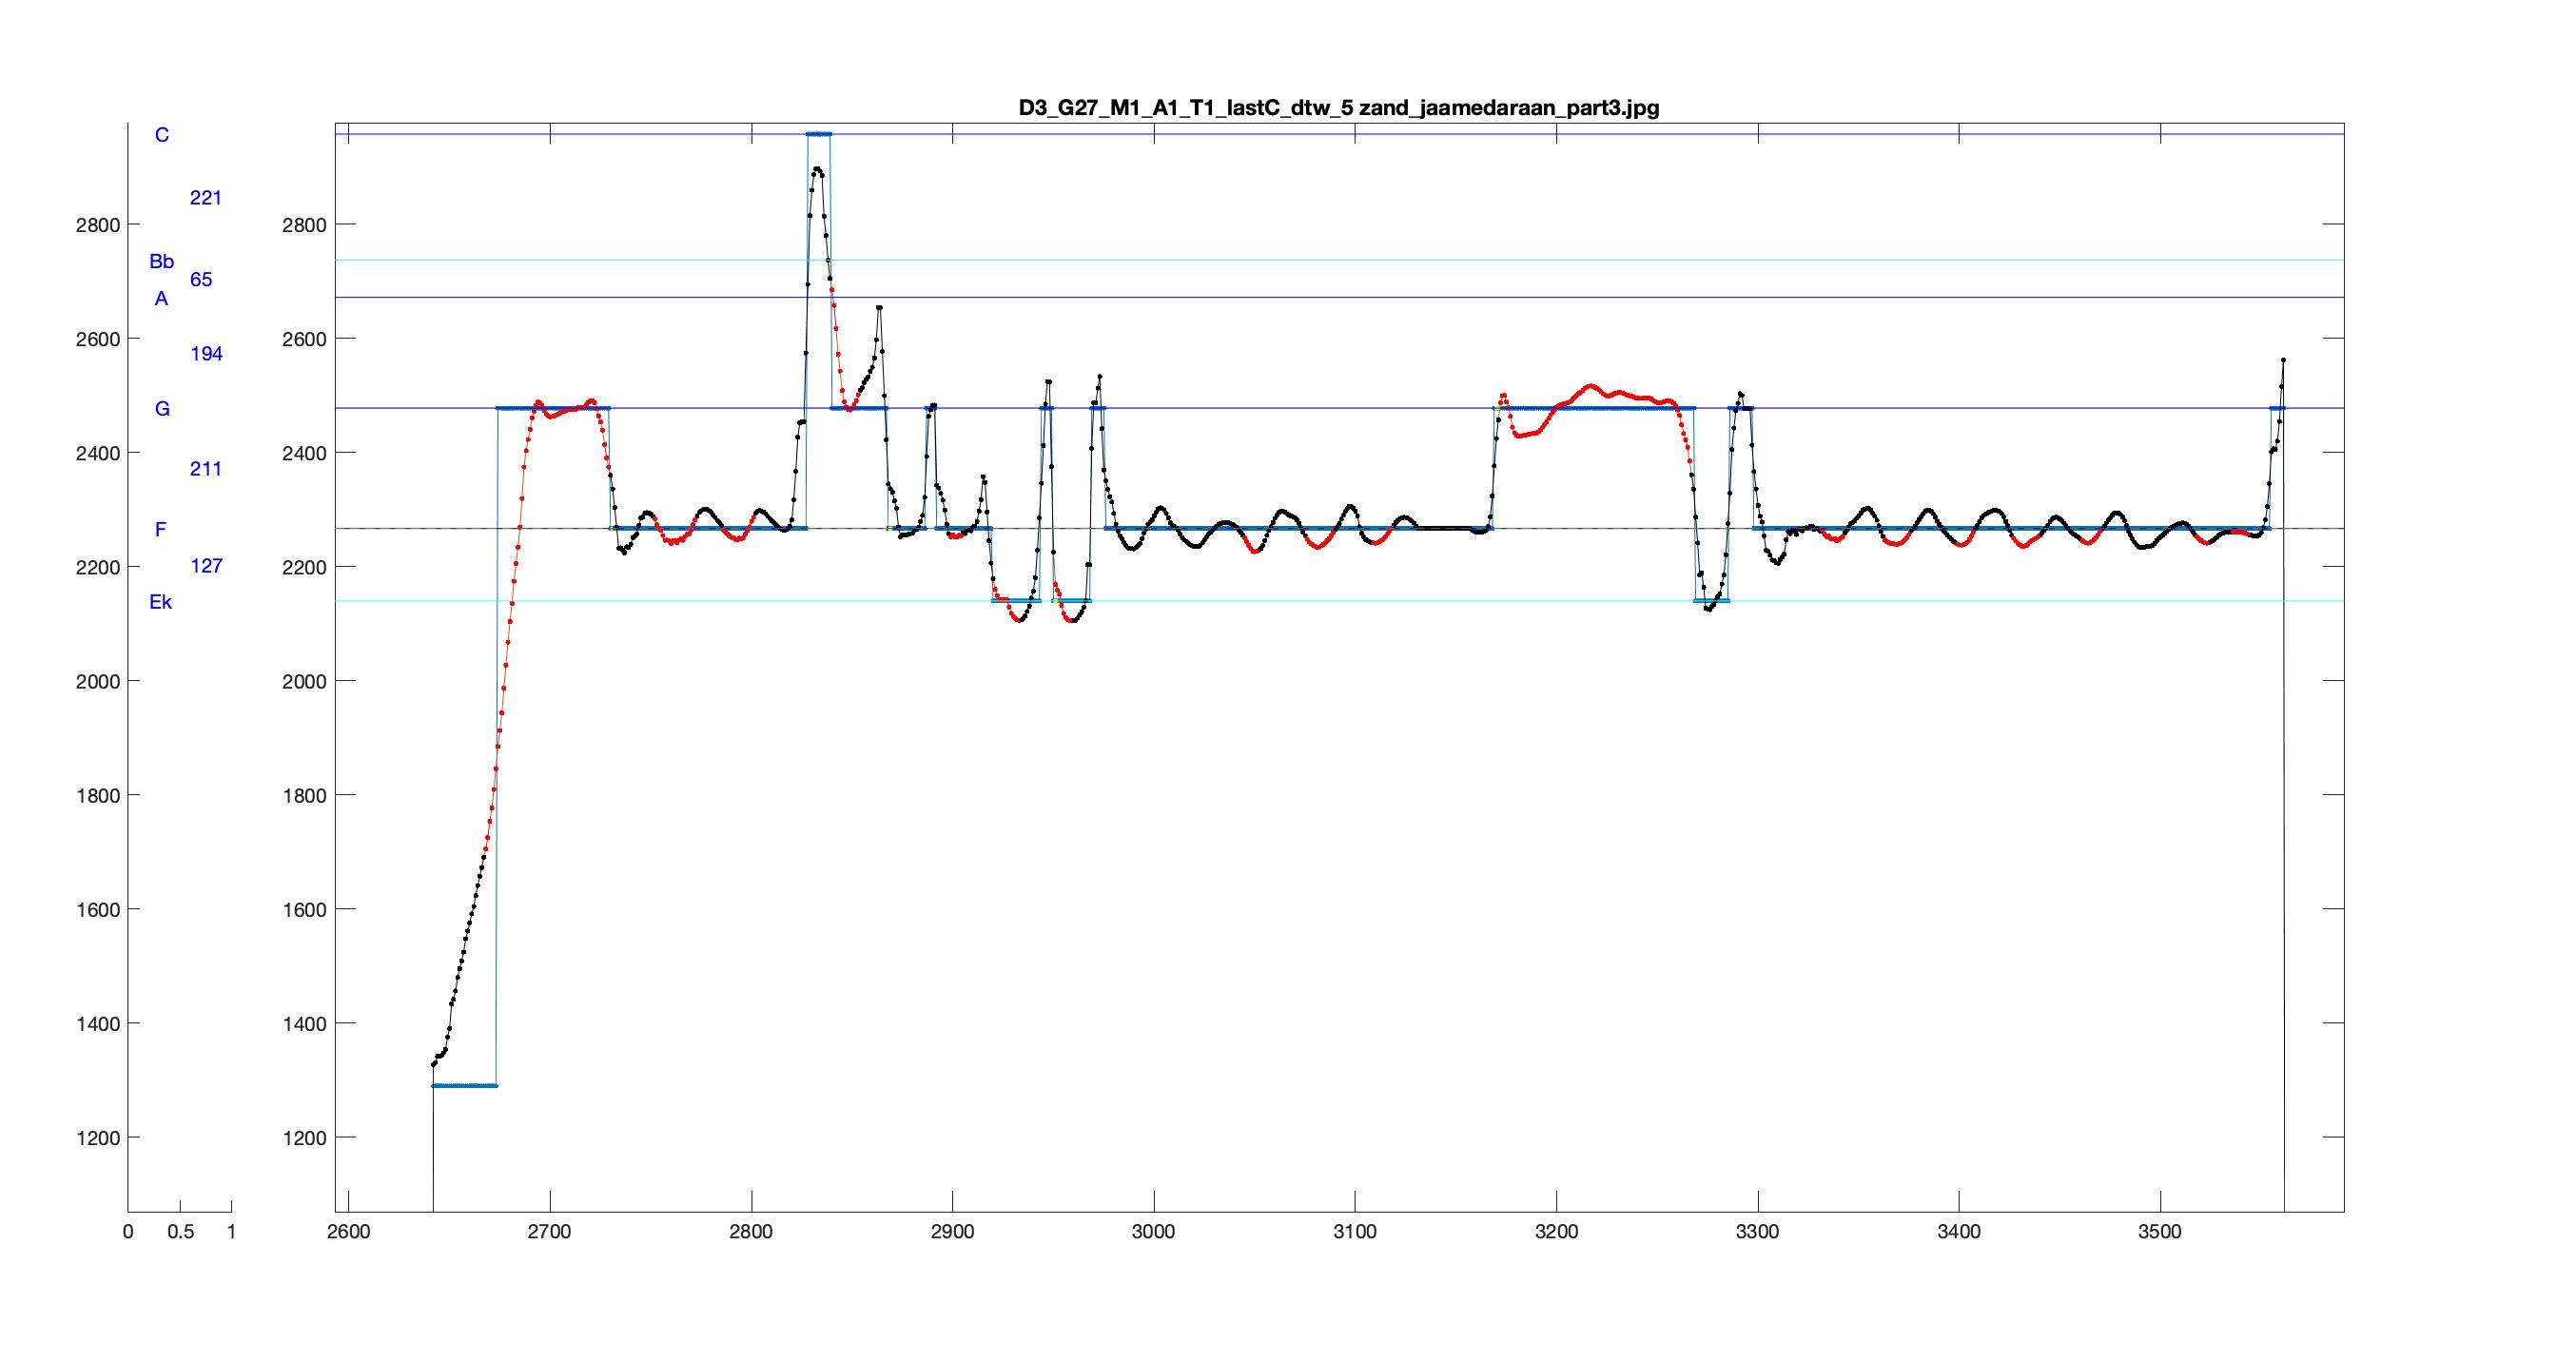 D3_G27_M1_A1_T1_lastC_dtw_5 zand_jaamedaraan_part3.jpg
C
221
2800 2800
Bb
65
A
2600 2600
194
G
2400 2400
211
F
127
2200 2200
Ek
2000 2000
1800 1800
1600 1600
1400 1400
1200 1200
0 0.5 1 2600 2700 2800 2900 3000 3100 3200 3300 3400 3500